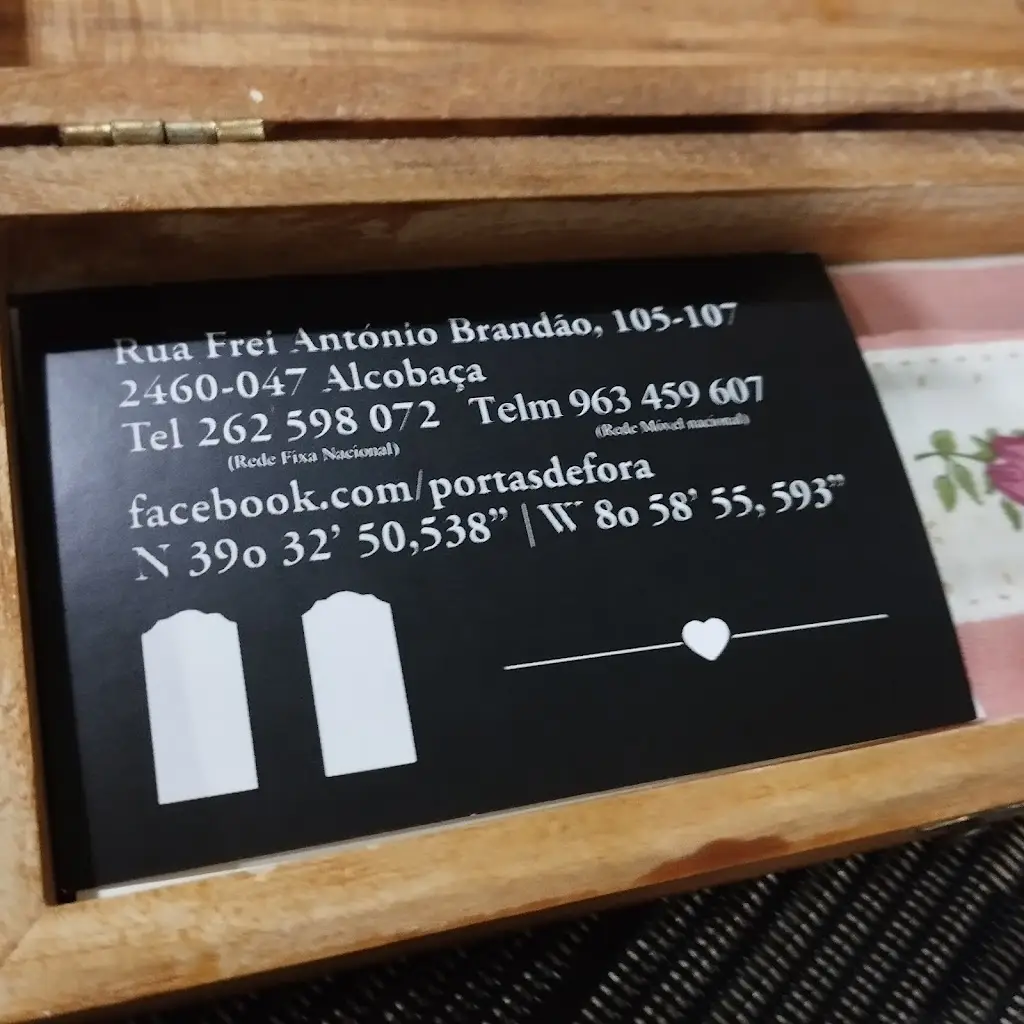 Rua Frei António Brandão, 105-107
2460-047 Alcobaça
Tel 262 598 072 Telm 963 459 607
(Rede Fixa Nacional) (Rede Móvel nacional)
facebook.com/portasdefora
N 39o 32’ 50,538” | W 8o 58’ 55, 593”